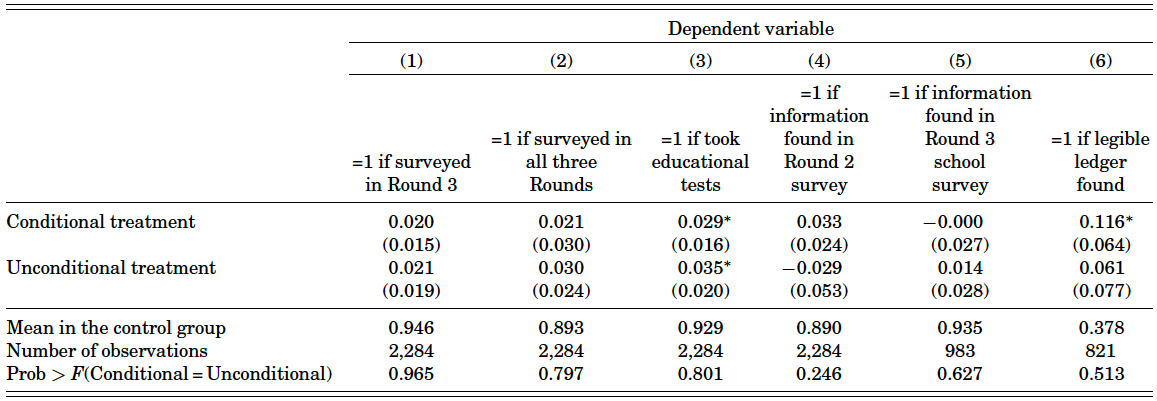 Dependent variable
(1) (2) (3) (4) (5) (6)
=1 if =1 if information
information found in
=1 if surveyed in =1 if took found in Round 3 =1 if legible
=1 if surveyed all three educational Round 2 school ledger
in Round 3 Rounds tests survey survey found
Conditional treatment 0.020 0.021 0.029* 0.033 −0.000 0.116*
(0.015) (0.030) (0.016) (0.024) (0.027) (0.064)
Unconditional treatment 0.021 0.030 0.035* −0.029 0.014 0.061
(0.019) (0.024) (0.020) (0.053) (0.028) (0.077)
Mean in the control group 0.946 0.893 0.929 0.890 0.935 0.378
Number of observations 2,284 2,284 2,284 2,284 983 821
Prob > F(Conditional = Unconditional) 0.965 0.797 0.801 0.246 0.627 0.513